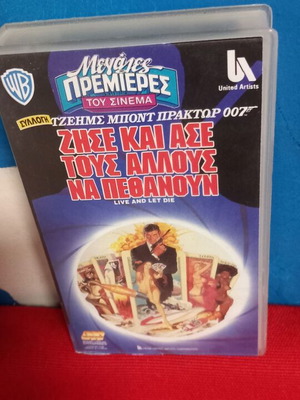 WB
Μεγάλες
ΠΡΕΜΙΕΡΕΣ
ΤΟΥ ΣΙΝΕΜΑ
United Artists
ΣΥΛΛΟΓΗ
ΤΖΕΗΜΣ ΜΠΟΝΤ ΠΡΑΚΤΩΡ 007
ΖΗΣΕ ΚΑΙ ΑΣΕ
ΤΟΥΣ ΑΛΛΟΥΣ
ΝΑ ΠΕΘΑΝΟΥΝ
LIVE AND LET DIE